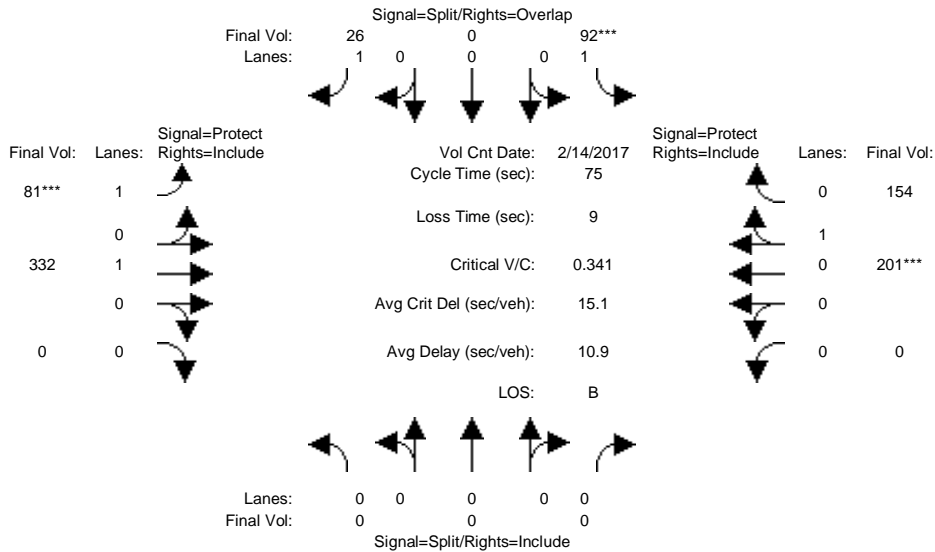 Signal=Split/Rights=Overlap
Final Vol: 26 0 92***
Lanes: 1 0 0 0 1
Signal=Protect
Final Vol: Lanes: Rights=Include
Vol Cnt Date: 2/14/2017
Signal=Protect
Rights=Include Lanes: Final Vol:
Cycle Time (sec): 75
81*** 1
0 154
Loss Time (sec): 9
0
1
332 1
Critical V/C: 0.341
0 201***
0
Avg Crit Del (sec/veh): 15.1
0
0 0
Avg Delay (sec/veh): 10.9
0 0
LOS: B
Lanes: 0 0 0 0 0
Final Vol: 0 0 0
Signal=Split/Rights=Include